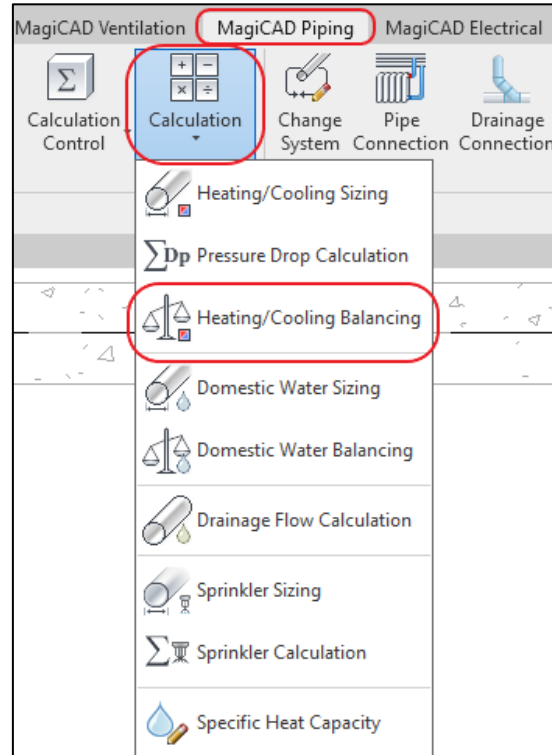 MagiCAD Ventilation MagiCAD Piping MagiCAD Electrical
Σ + − × ÷
Calculation Calculation Change Pipe Drainage
Control System Connection Connection
Heating/Cooling Sizing
ΣDp Pressure Drop Calculation
Heating/Cooling Balancing
Domestic Water Sizing
Domestic Water Balancing
Drainage Flow Calculation
Sprinkler Sizing
Σ Sprinkler Calculation
Specific Heat Capacity